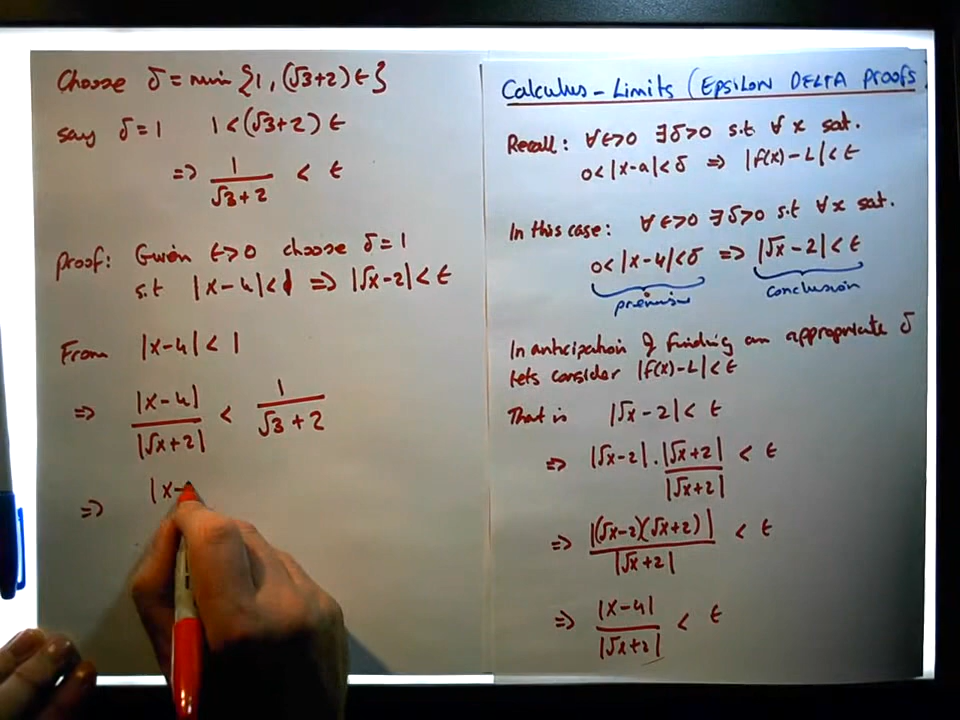 Choose δ = min {1, (√3+2) ϵ}
say δ = 1 1 < (√3+2) ϵ
=> 1/(√3+2) < ϵ
Proof: Given ϵ>0 choose δ=1
s.t |x-4|<1 => |√x-2|<ϵ
From |x-4| < 1
=> |x-4|/|√x+2| < 1/(√3+2)
=> |x-
Calculus - Limits (EPSILON DELTA PROOFS)
Recall: ∀ϵ>0 ∃δ>0 s.t ∀ x sat.
0<|x-a|<δ => |f(x)-L|<ϵ
In this case: ∀ϵ>0 ∃δ>0 s.t ∀x sat.
0<|x-4|<δ => |√x-2|<ϵ
premise conclusion
In anticipation of finding an appropriate δ
lets consider |f(x)-L|<ϵ
That is |√x-2| < ϵ
=> |√x-2| . |√x+2|/|√x+2| < ϵ
=> |(√x-2)(√x+2)|/|√x+2| < ϵ
=> |x-4|/|√x+2| < ϵ